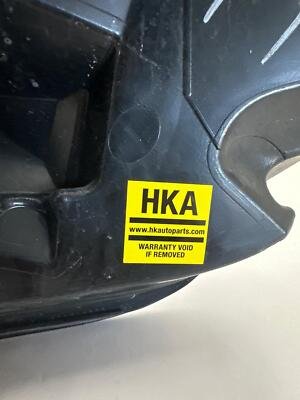 HKA
www.hkautoparts.com
WARRANTY VOID
IF REMOVED